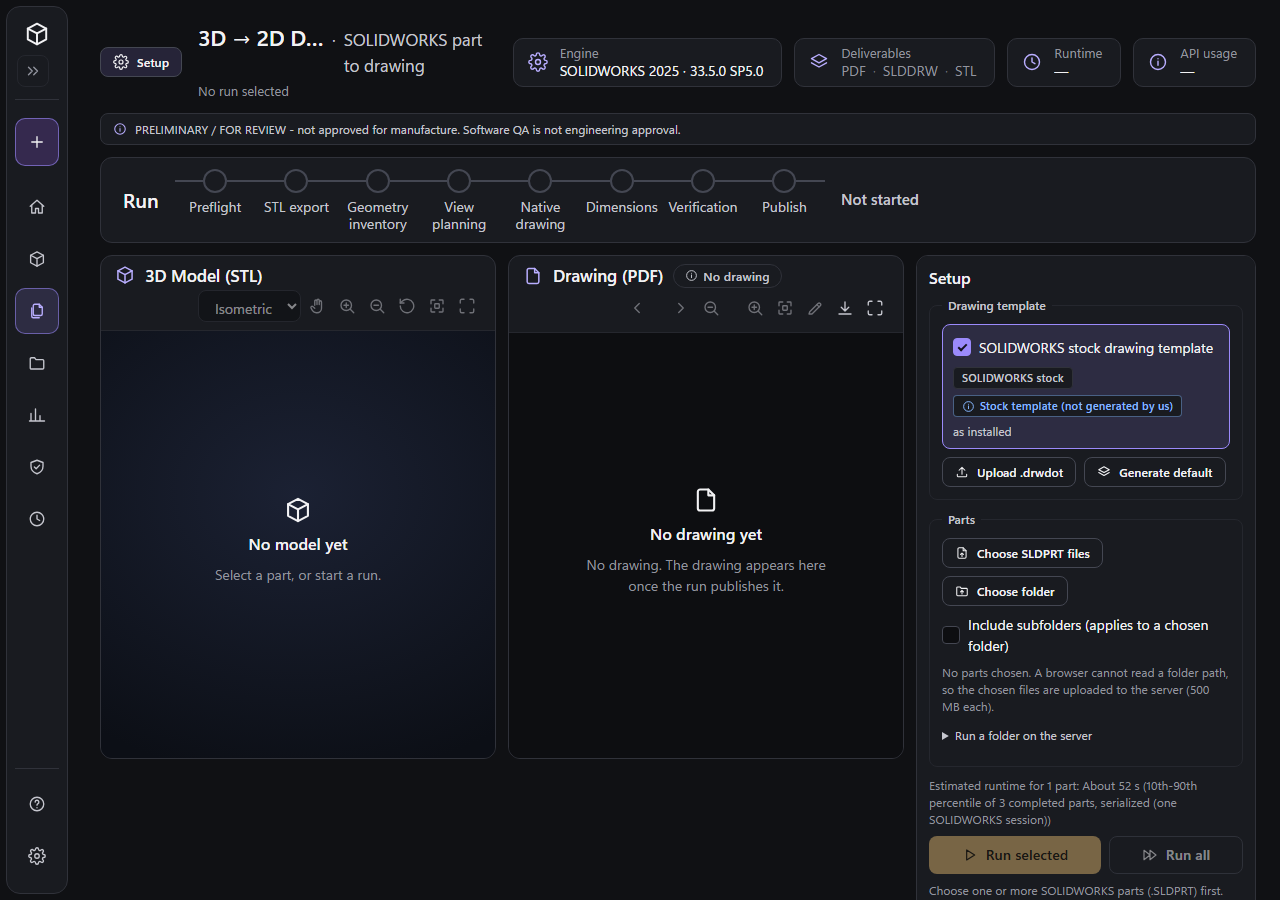 Setup
3D → 2D D... · SOLIDWORKS part to drawing
No run selected
Engine
SOLIDWORKS 2025 · 33.5.0 SP5.0
Deliverables
PDF · SLDDRW · STL
Runtime
—
API usage
—
PRELIMINARY / FOR REVIEW - not approved for manufacture. Software QA is not engineering approval.
Run
Preflight
STL export
Geometry
inventory
View
planning
Native
drawing
Dimensions
Verification
Publish
Not started
3D Model (STL)
Isometric
No model yet
Select a part, or start a run.
Drawing (PDF)
No drawing
No drawing yet
No drawing. The drawing appears here
once the run publishes it.
Setup
Drawing template
SOLIDWORKS stock drawing template
SOLIDWORKS stock
Stock template (not generated by us)
as installed
Upload .drwdot
Generate default
Parts
Choose SLDPRT files
Choose folder
Include subfolders (applies to a chosen
folder)
No parts chosen. A browser cannot read a folder path,
so the chosen files are uploaded to the server (500
MB each).
Run a folder on the server
Estimated runtime for 1 part: About 52 s (10th-90th
percentile of 3 completed parts, serialized (one
SOLIDWORKS session))
Run selected
Run all
Choose one or more SOLIDWORKS parts (.SLDPRT) first.